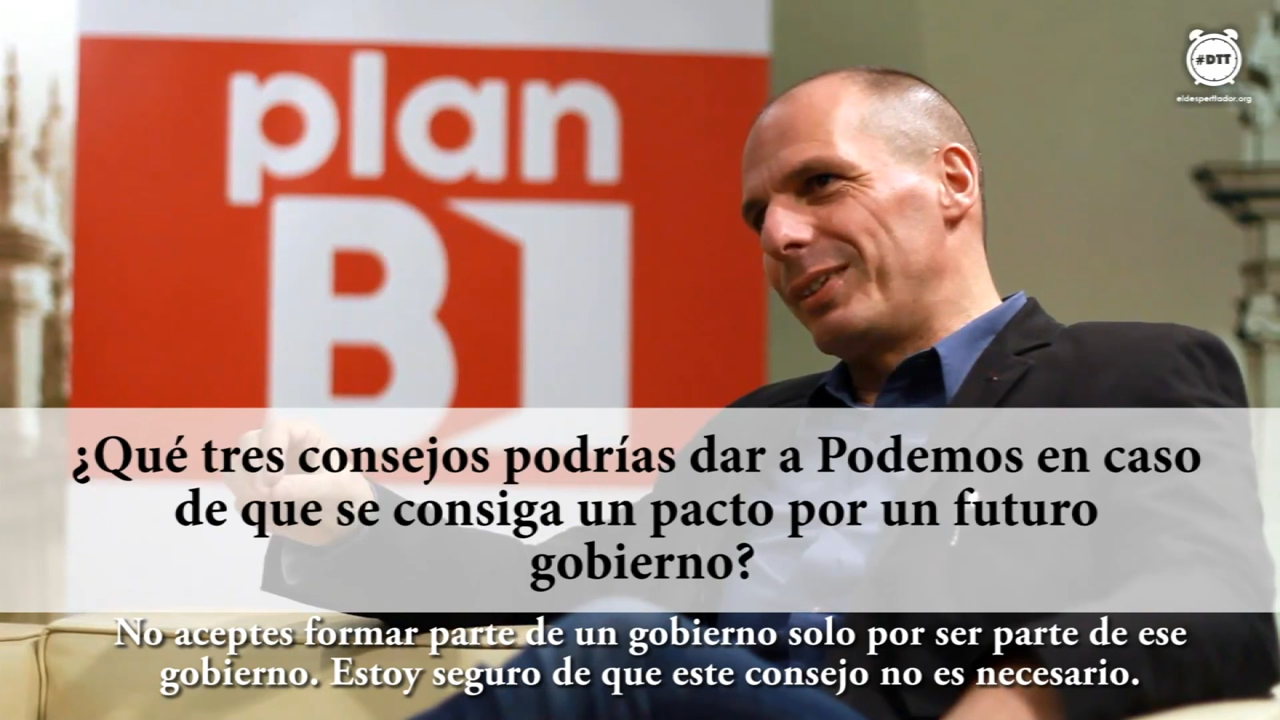 #DTT
eldesperttador.org
plan
B
¿Qué tres consejos podrías dar a Podemos en caso
de que se consiga un pacto por un futuro
gobierno?
No aceptes formar parte de un gobierno solo por ser parte de ese
gobierno. Estoy seguro de que este consejo no es necesario.